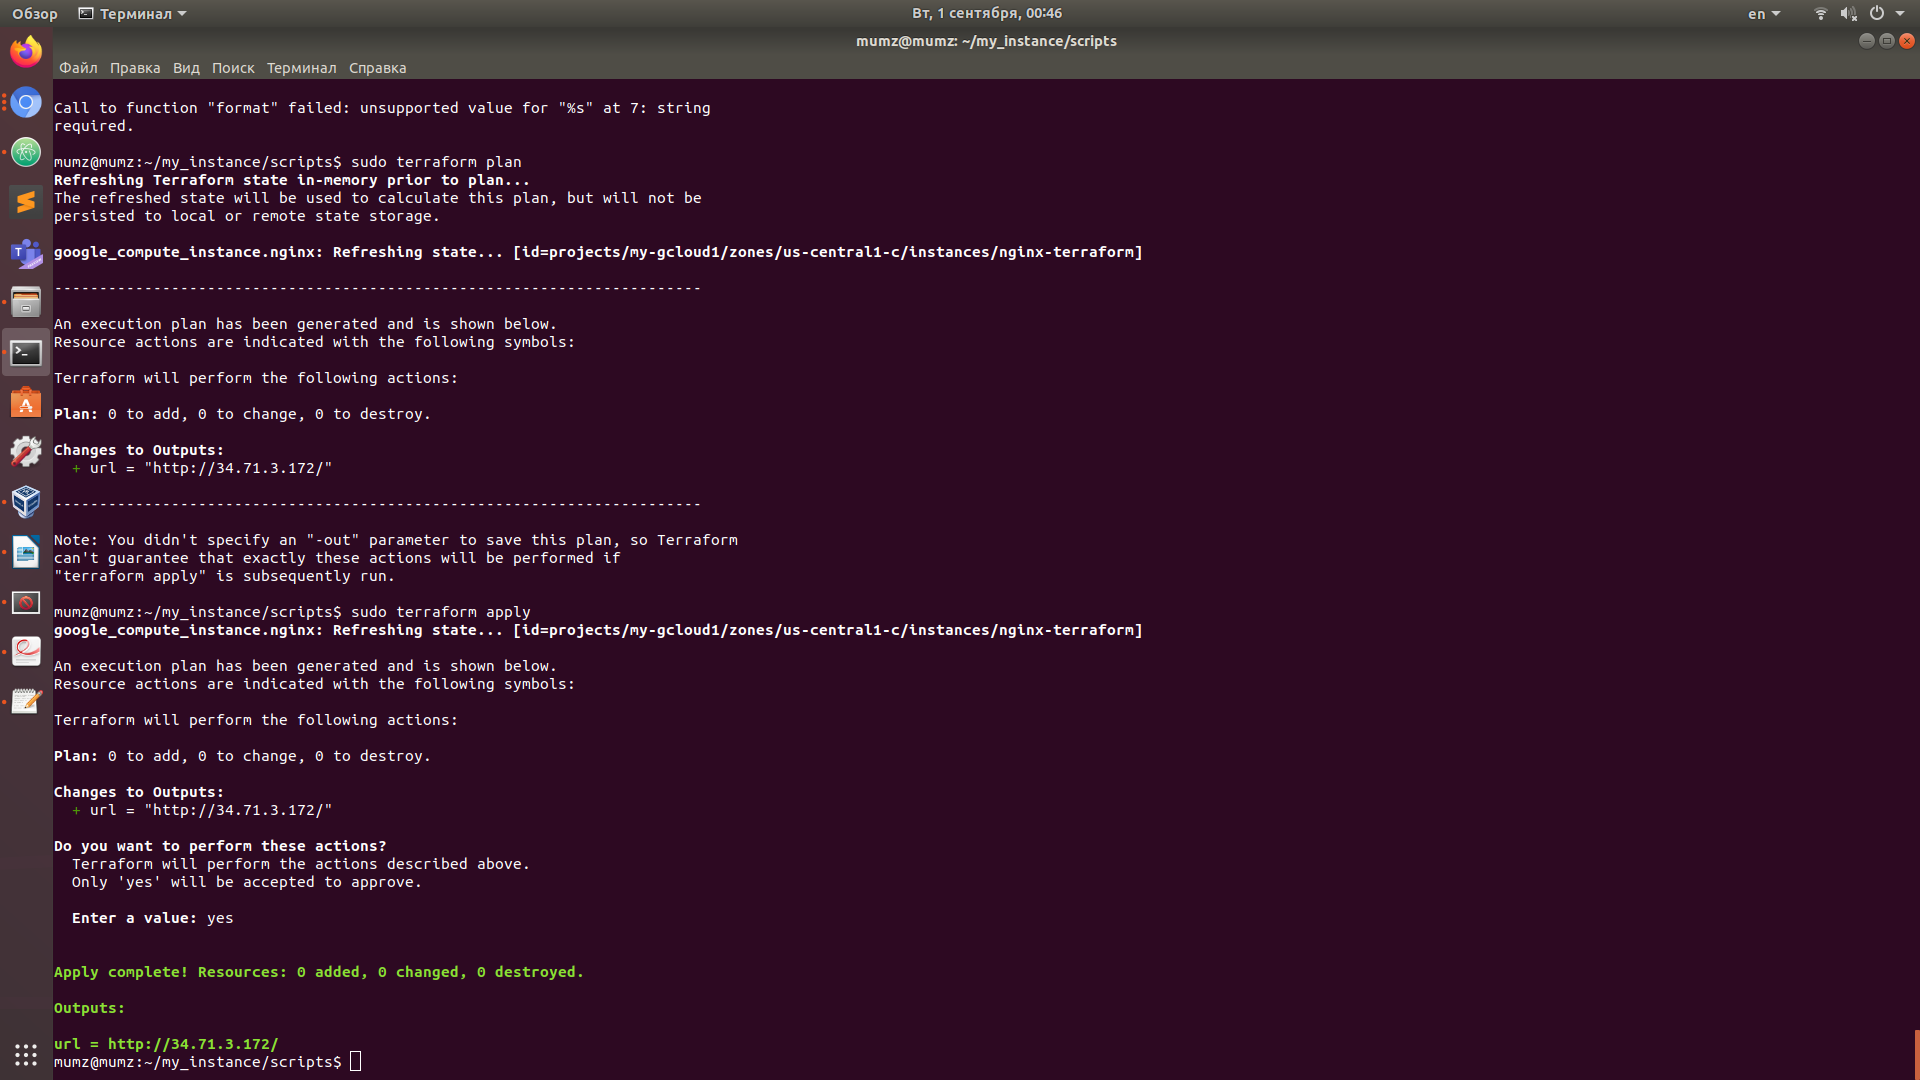 Обзор Терминал Вт, 1 сентября, 00:46 en
mumz@mumz: ~/my_instance/scripts
Файл Правка Вид Поиск Терминал Справка
Call to function "format" failed: unsupported value for "%s" at 7: string
required.
mumz@mumz:~/my_instance/scripts$ sudo terraform plan
Refreshing Terraform state in-memory prior to plan...
The refreshed state will be used to calculate this plan, but will not be
persisted to local or remote state storage.
google_compute_instance.nginx: Refreshing state... [id=projects/my-gcloud1/zones/us-central1-c/instances/nginx-terraform]
------------------------------------------------------------------------
An execution plan has been generated and is shown below.
Resource actions are indicated with the following symbols:
Terraform will perform the following actions:
Plan: 0 to add, 0 to change, 0 to destroy.
Changes to Outputs:
+ url = "http://34.71.3.172/"
------------------------------------------------------------------------
Note: You didn't specify an "-out" parameter to save this plan, so Terraform
can't guarantee that exactly these actions will be performed if
"terraform apply" is subsequently run.
mumz@mumz:~/my_instance/scripts$ sudo terraform apply
google_compute_instance.nginx: Refreshing state... [id=projects/my-gcloud1/zones/us-central1-c/instances/nginx-terraform]
An execution plan has been generated and is shown below.
Resource actions are indicated with the following symbols:
Terraform will perform the following actions:
Plan: 0 to add, 0 to change, 0 to destroy.
Changes to Outputs:
+ url = "http://34.71.3.172/"
Do you want to perform these actions?
Terraform will perform the actions described above.
Only 'yes' will be accepted to approve.
Enter a value: yes
Apply complete! Resources: 0 added, 0 changed, 0 destroyed.
Outputs:
url = http://34.71.3.172/
mumz@mumz:~/my_instance/scripts$